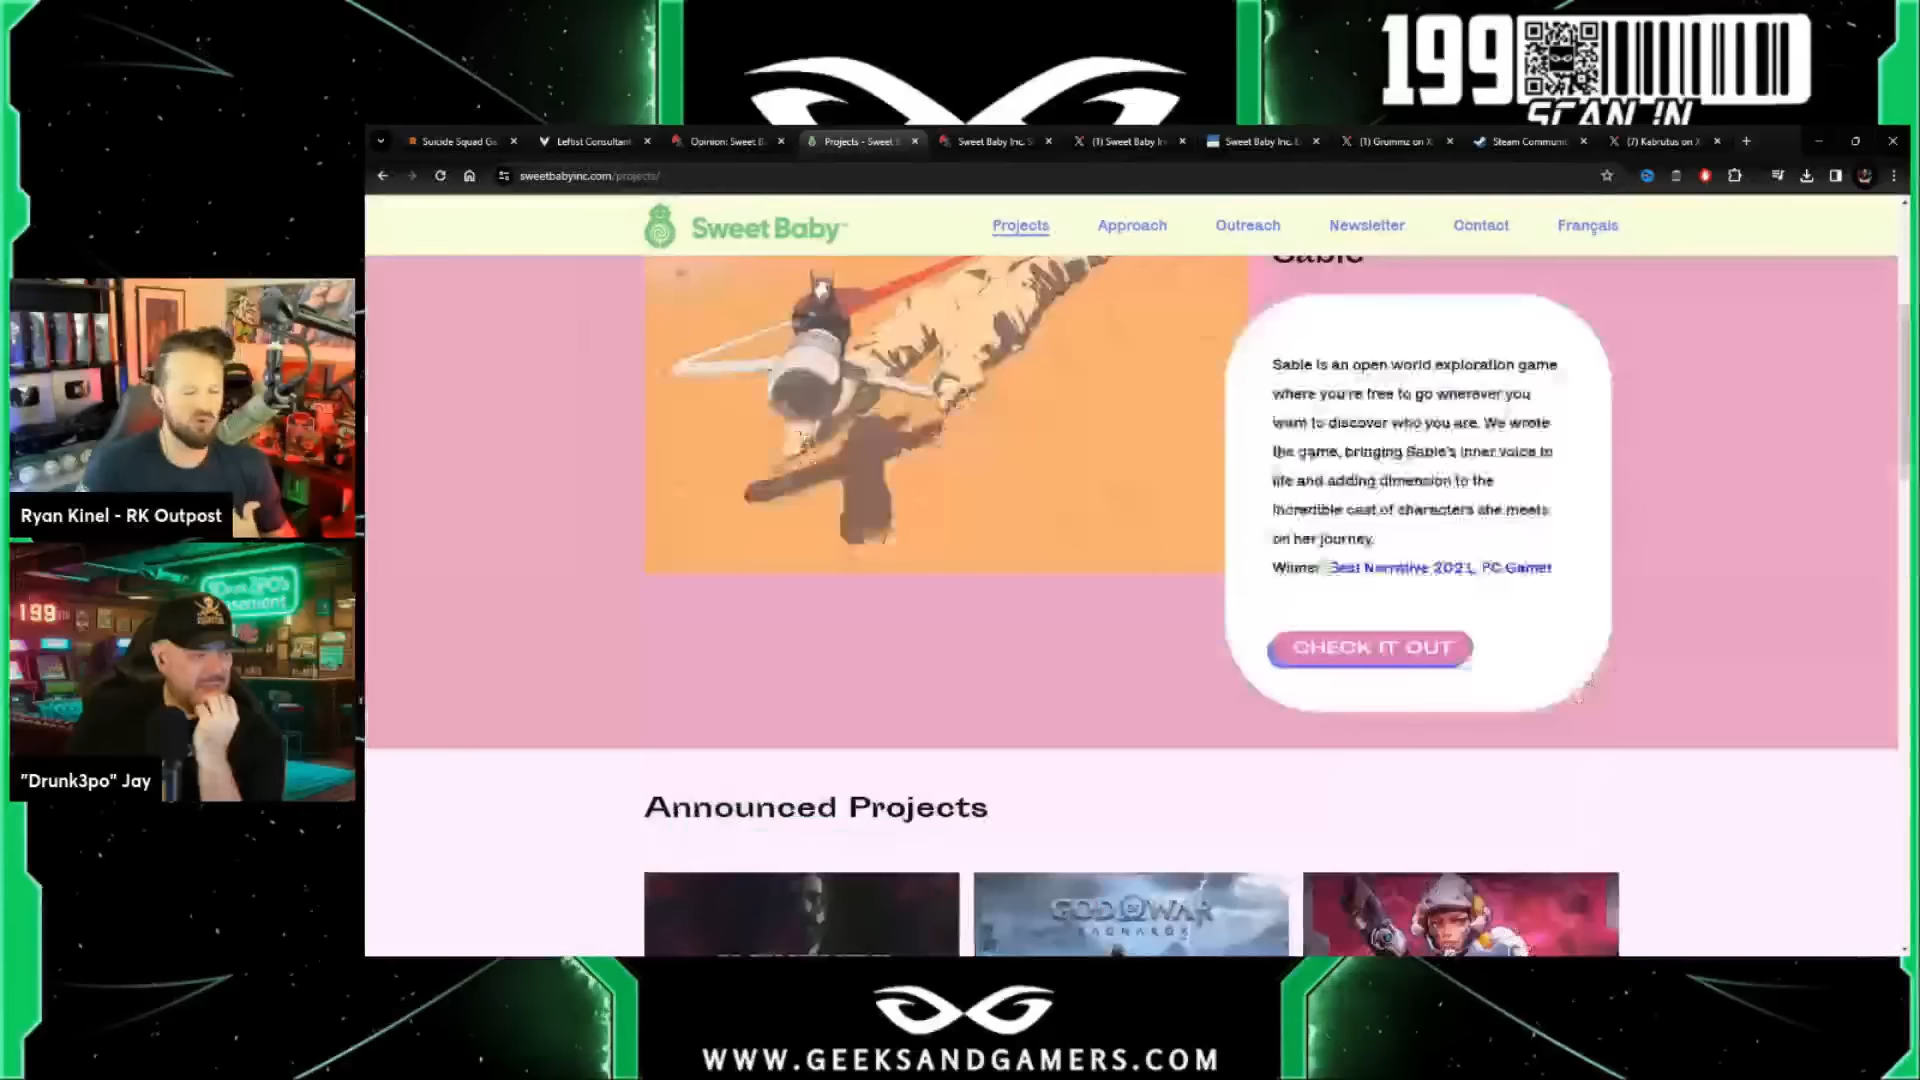 199
SCAN IN
Suicide Squad Ga
Leftist Consultant
Opinion: Sweet B
Projects - Sweet B
Sweet Baby Inc. S
(1) Sweet Baby In
Sweet Baby Inc. E
(1) Grummz on X
Steam Communi
(7) Kabrutus on X
sweetbabyinc.com/projects/
Sweet Baby™
Projects
Approach
Outreach
Newsletter
Contact
Français
Sable
Sable is an open world exploration game
where you're free to go wherever you
want to discover who you are. We wrote
the game, bringing Sable's inner voice to
life and adding dimension to the
incredible cast of characters she meets
on her journey.
Winner Best Narrative 2021, PC Gamer
CHECK IT OUT
Announced Projects
GOD OF WAR
RAGNARÖK
Ryan Kinel - RK Outpost
199
"Drunk3po" Jay
WWW.GEEKSANDGAMERS.COM